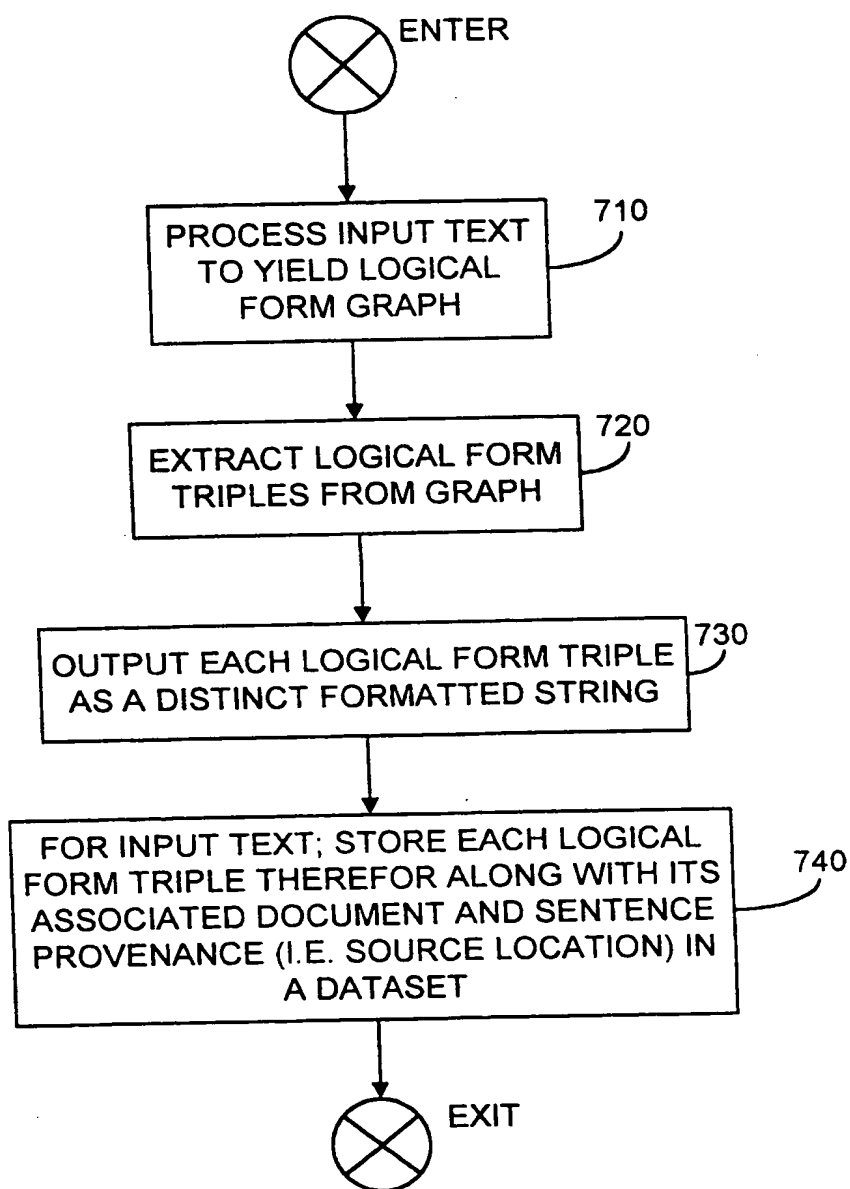 ENTER
710
PROCESS INPUT TEXT
TO YIELD LOGICAL
FORM GRAPH
720
EXTRACT LOGICAL FORM
TRIPLES FROM GRAPH
730
OUTPUT EACH LOGICAL FORM TRIPLE
AS A DISTINCT FORMATTED STRING
740
FOR INPUT TEXT; STORE EACH LOGICAL
FORM TRIPLE THEREFOR ALONG WITH ITS
ASSOCIATED DOCUMENT AND SENTENCE
PROVENANCE (I.E. SOURCE LOCATION) IN
A DATASET
EXIT